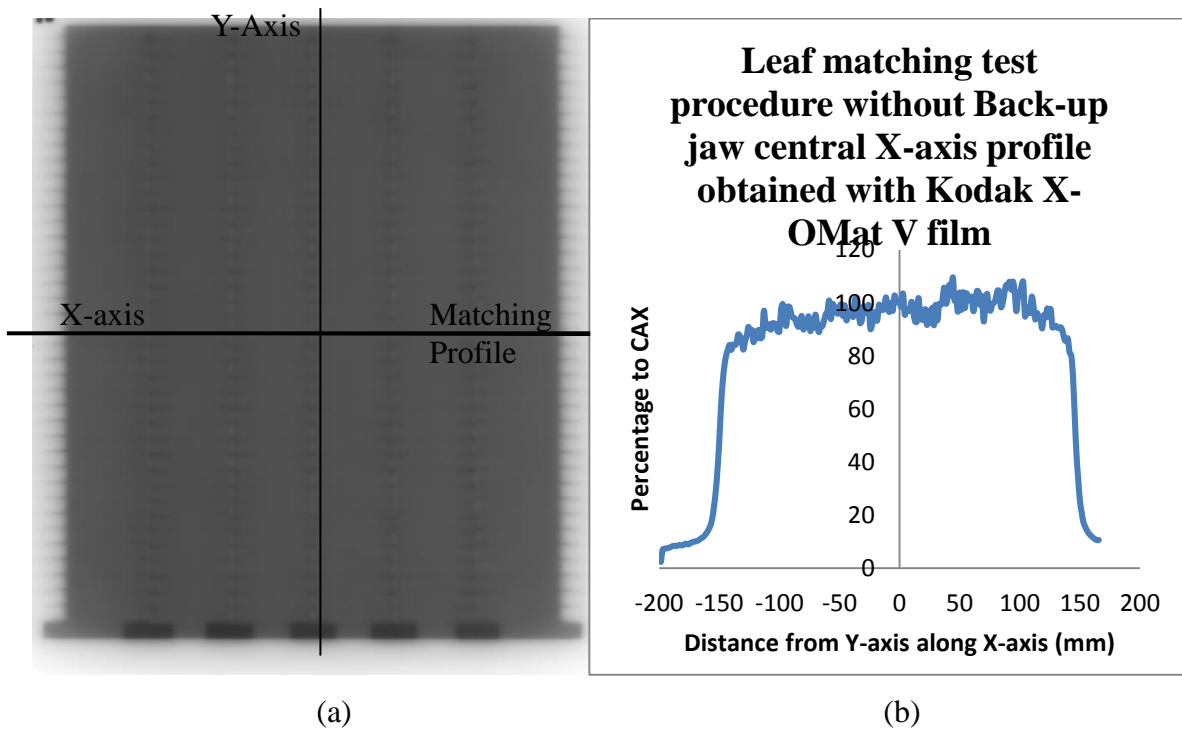 Y-Axis
X-axis
Matching
Profile
(a)
Leaf matching test
procedure without Back-up
jaw central X-axis profile
obtained with Kodak X-
OMat V film
Percentage to CAX
120
100
80
60
40
20
0
-200 -150 -100 -50 0 50 100 150 200
Distance from Y-axis along X-axis (mm)
(b)